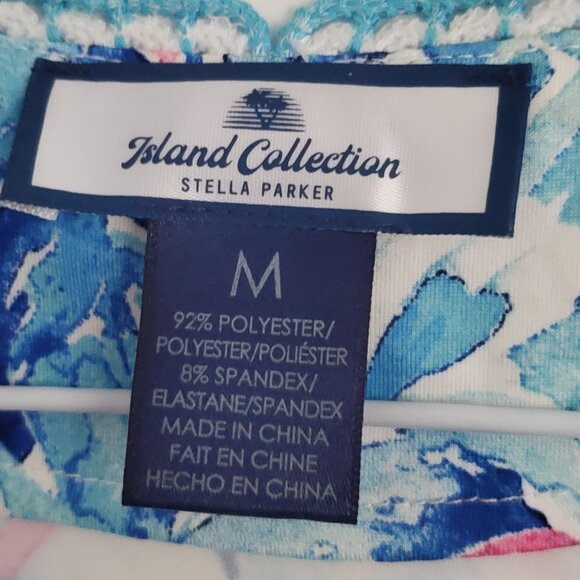 Island Collection
STELLA PARKER
M
92% POLYESTER/
POLYESTER/POLIÉSTER
8% SPANDEX/
ELASTANE/SPANDEX
MADE IN CHINA
FAIT EN CHINE
HECHO EN CHINA